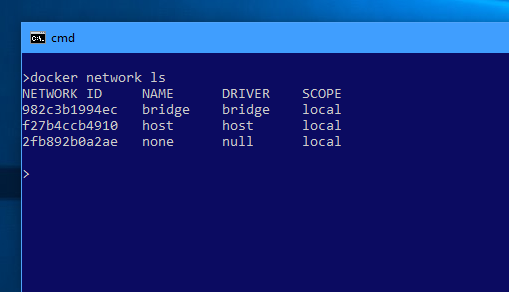 cmd
>docker network ls
NETWORK ID     NAME      DRIVER    SCOPE
982c3b1994ec   bridge    bridge    local
f27b4ccb4910   host      host      local
2fb892b0a2ae   none      null      local
>